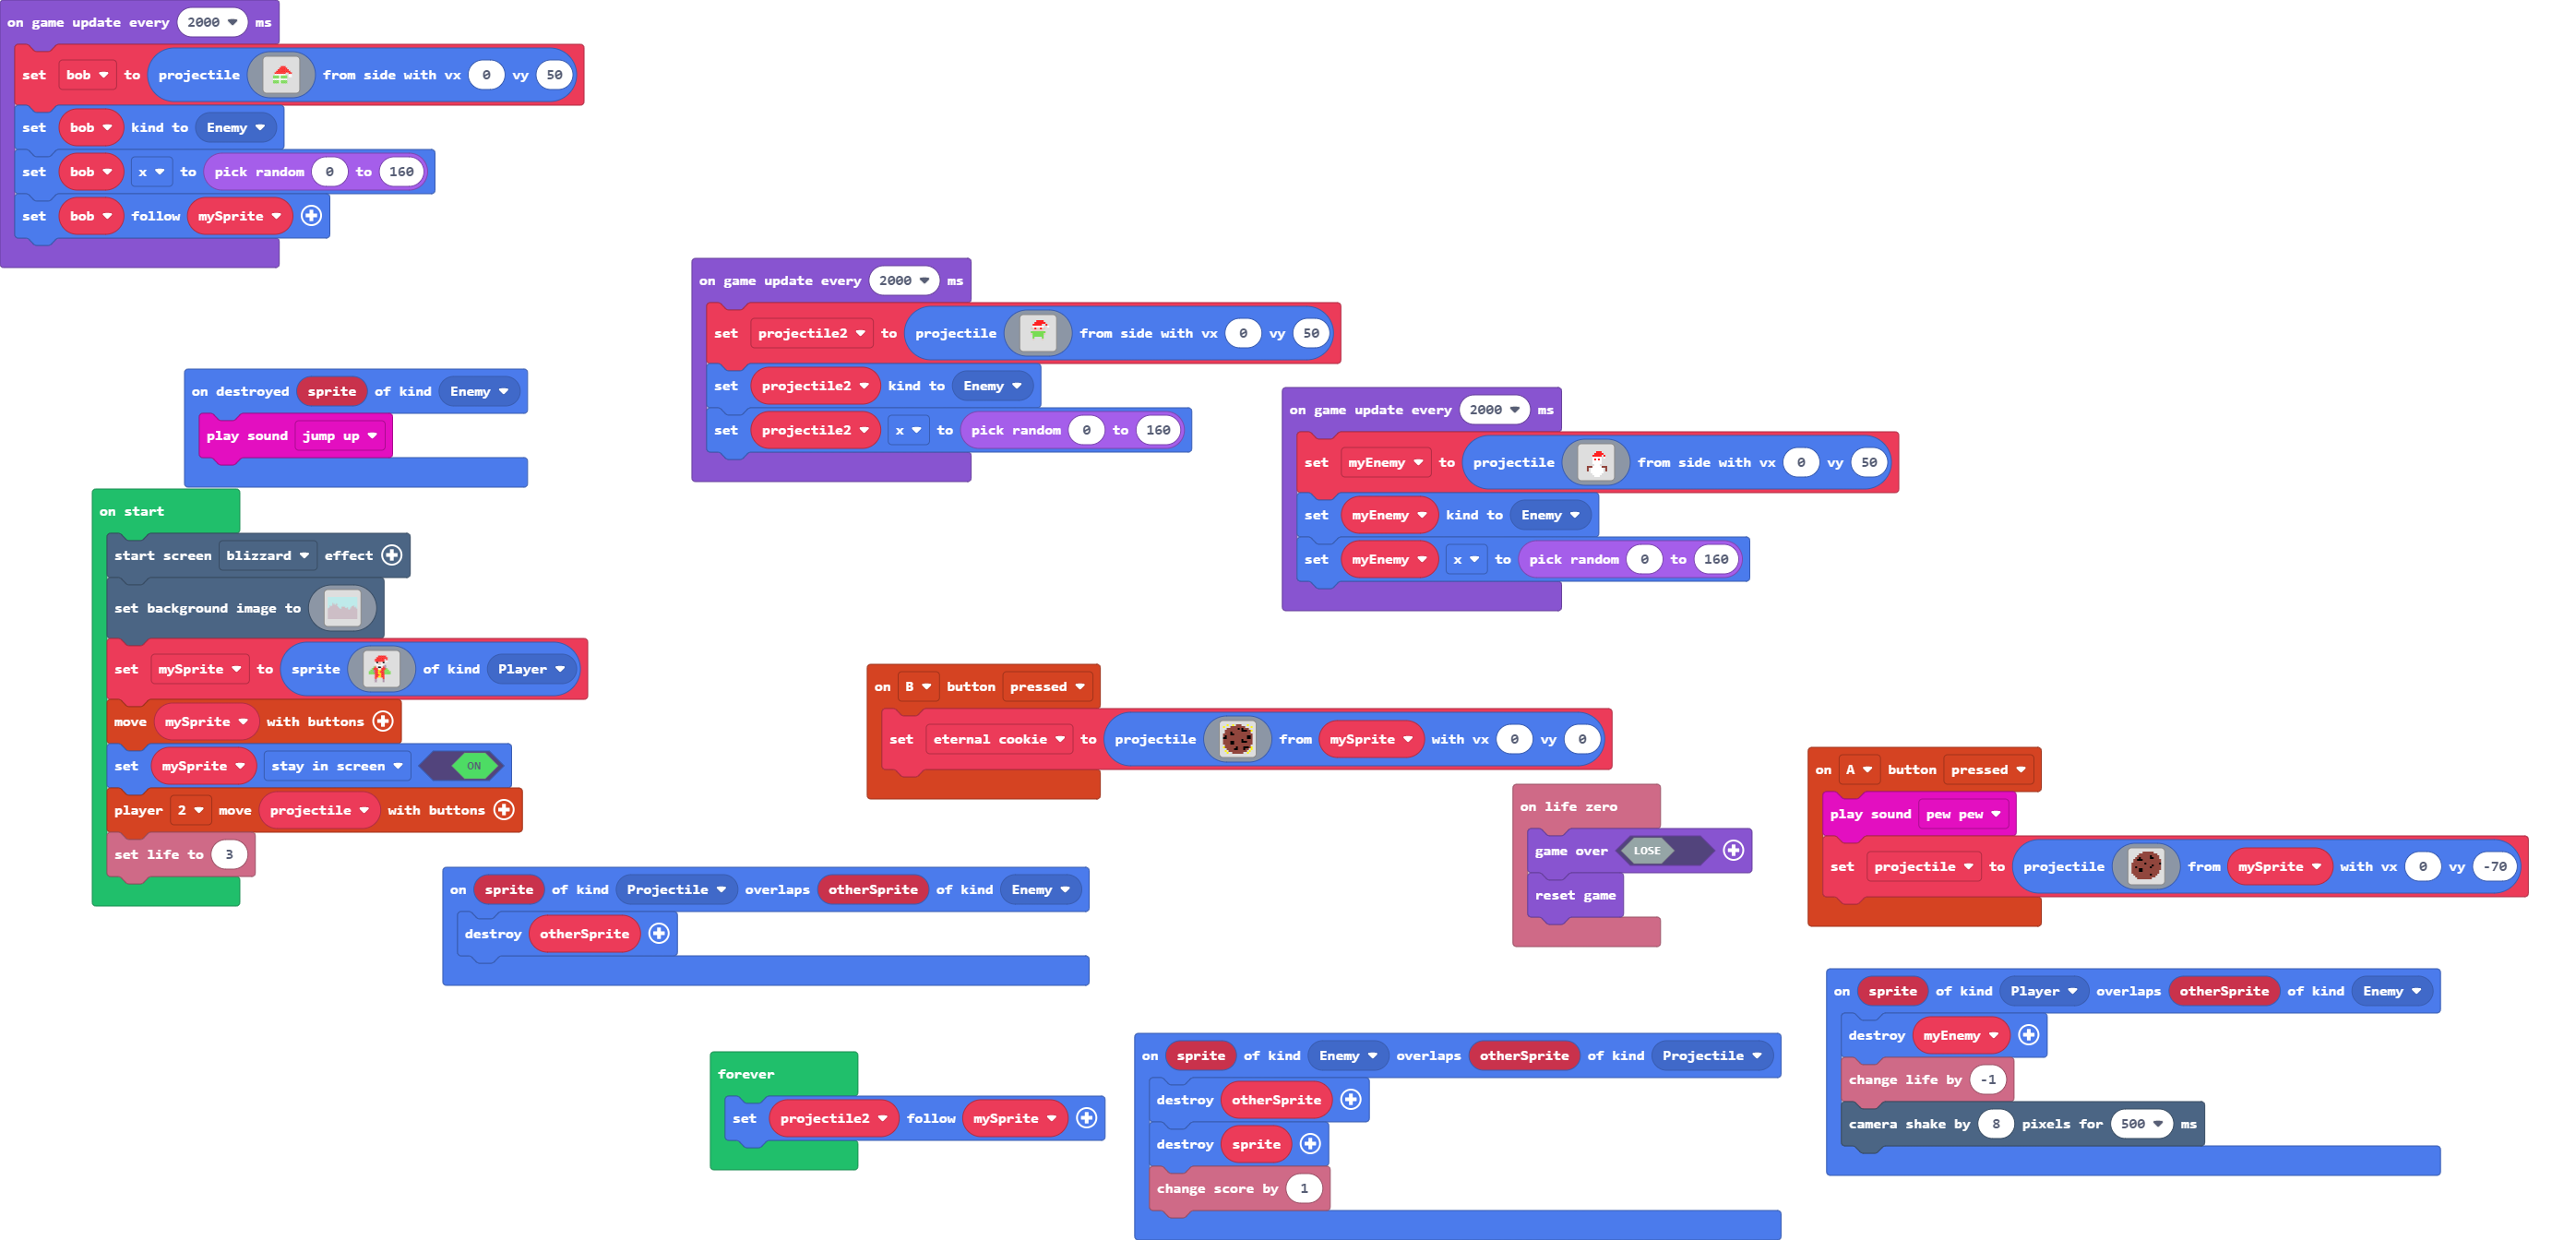 on game update every 2000 ms
set bob to projectile from side with vx 0 vy 50
set bob kind to Enemy
set bob x to pick random 0 to 160
set bob follow mySprite
on game update every 2000 ms
set projectile2 to projectile from side with vx 0 vy 50
set projectile2 kind to Enemy
set projectile2 x to pick random 0 to 160
on destroyed sprite of kind Enemy
play sound jump up
on game update every 2000 ms
set myEnemy to projectile from side with vx 0 vy 50
set myEnemy kind to Enemy
set myEnemy x to pick random 0 to 160
on start
start screen blizzard effect
set background image to
set mySprite to sprite of kind Player
move mySprite with buttons
set mySprite stay in screen ON
player 2 move projectile with buttons
set life to 3
on B button pressed
set eternal cookie to projectile from mySprite with vx 0 vy 0
on A button pressed
play sound pew pew
set projectile to projectile from mySprite with vx 0 vy -70
on life zero
game over LOSE
reset game
on sprite of kind Projectile overlaps otherSprite of kind Enemy
destroy otherSprite
on sprite of kind Player overlaps otherSprite of kind Enemy
destroy myEnemy
change life by -1
camera shake by 8 pixels for 500 ms
forever
set projectile2 follow mySprite
on sprite of kind Enemy overlaps otherSprite of kind Projectile
destroy otherSprite
destroy sprite
change score by 1